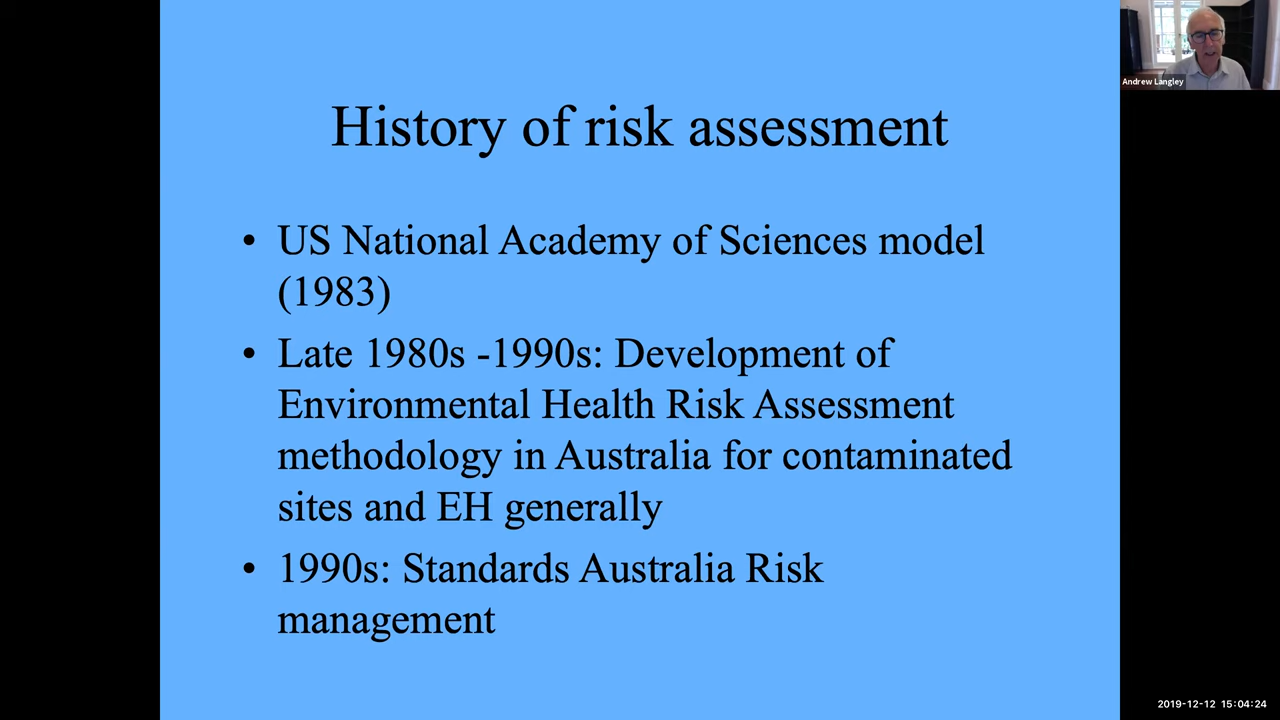 Andrew Langley
History of risk assessment
• US National Academy of Sciences model
(1983)
• Late 1980s -1990s: Development of
Environmental Health Risk Assessment
methodology in Australia for contaminated
sites and EH generally
• 1990s: Standards Australia Risk
management
2019-12-12 15:04:24